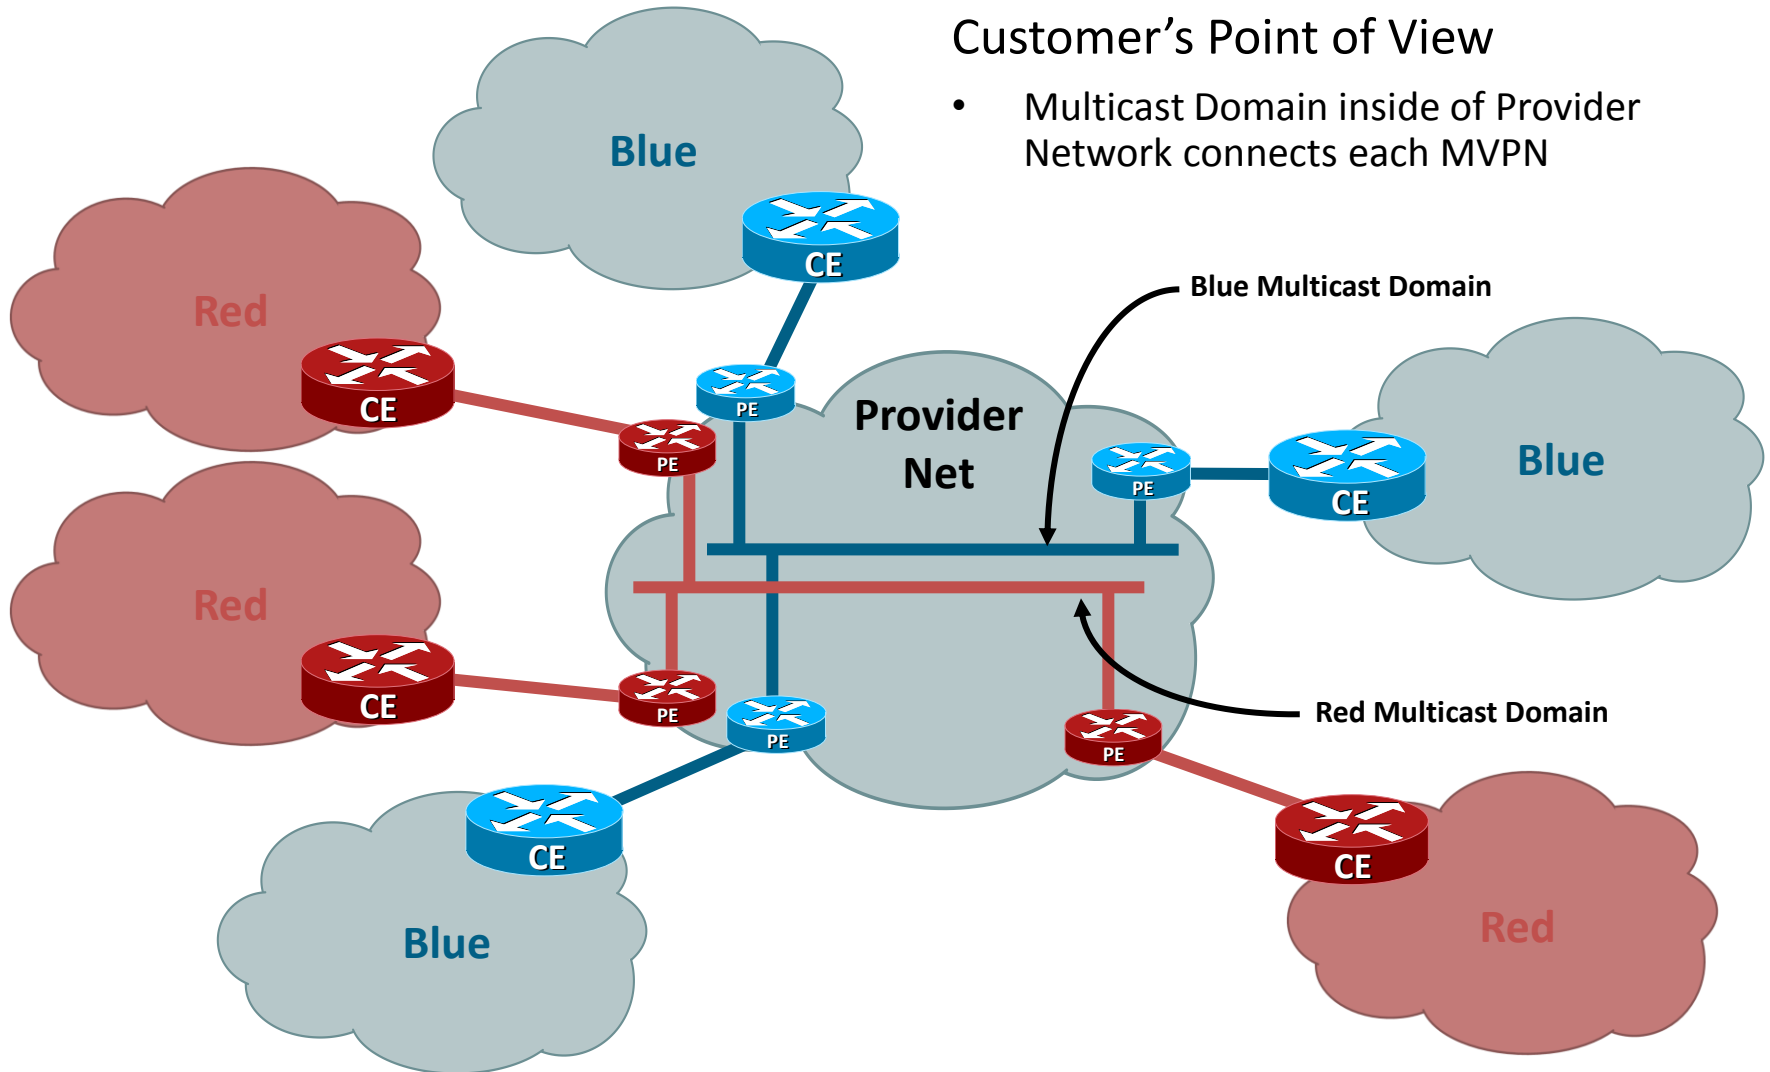 Customer’s Point of View
• Multicast Domain inside of Provider
Network connects each MVPN
Blue
CE
Red
CE
Blue Multicast Domain
PE
Provider
Net
PE
PE
CE
Blue
Red
CE
PE
PE
PE
Red Multicast Domain
CE
Blue
CE
Red